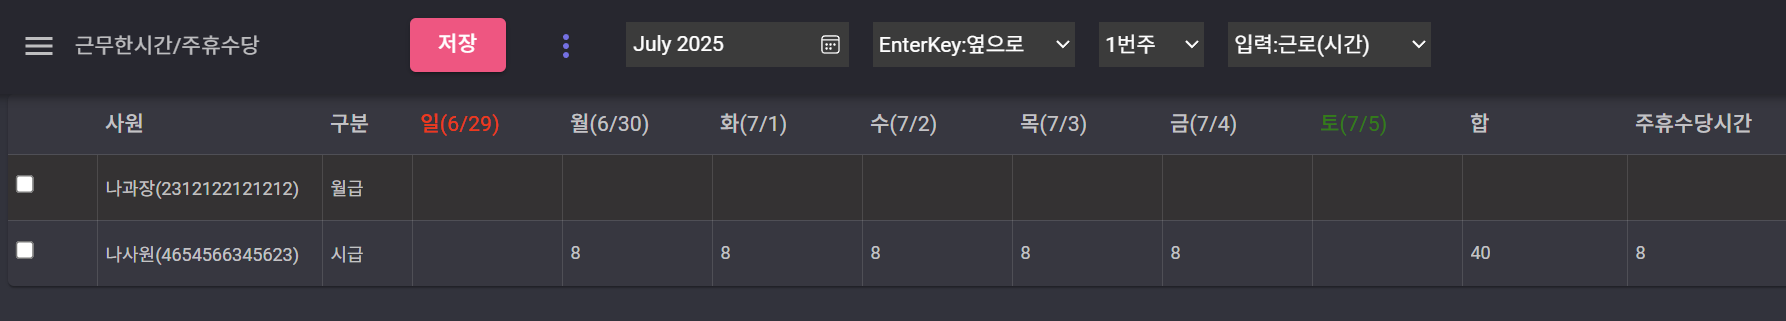 근무한시간/주휴수당 저장 July 2025 EnterKey:옆으로 1번주 입력:근로(시간)
사원 구분 일(6/29) 월(6/30) 화(7/1) 수(7/2) 목(7/3) 금(7/4) 토(7/5) 합 주휴수당시간
나과장(2312122121212) 월급
나사원(4654566345623) 시급 8 8 8 8 8 40 8